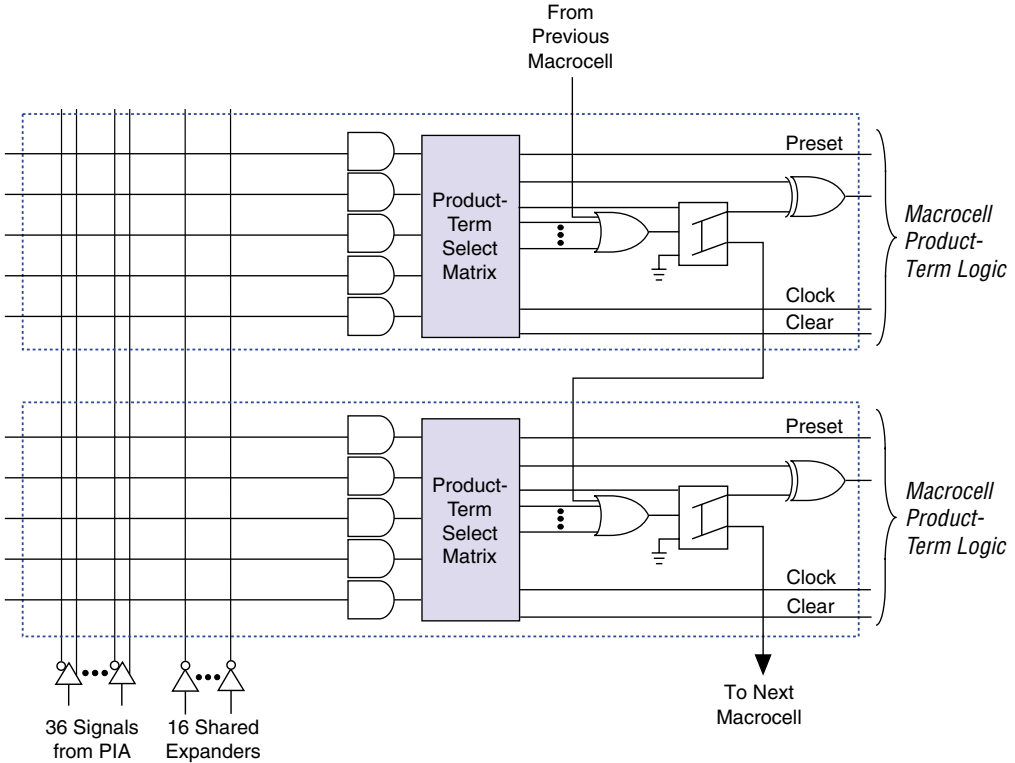 From
Previous
Macrocell
Preset
Product-
Term
Select
Matrix
Macrocell
Product-
Term Logic
Clock
Clear
Preset
Product-
Term
Select
Matrix
Macrocell
Product-
Term Logic
Clock
Clear
36 Signals
from PIA
16 Shared
Expanders
To Next
Macrocell